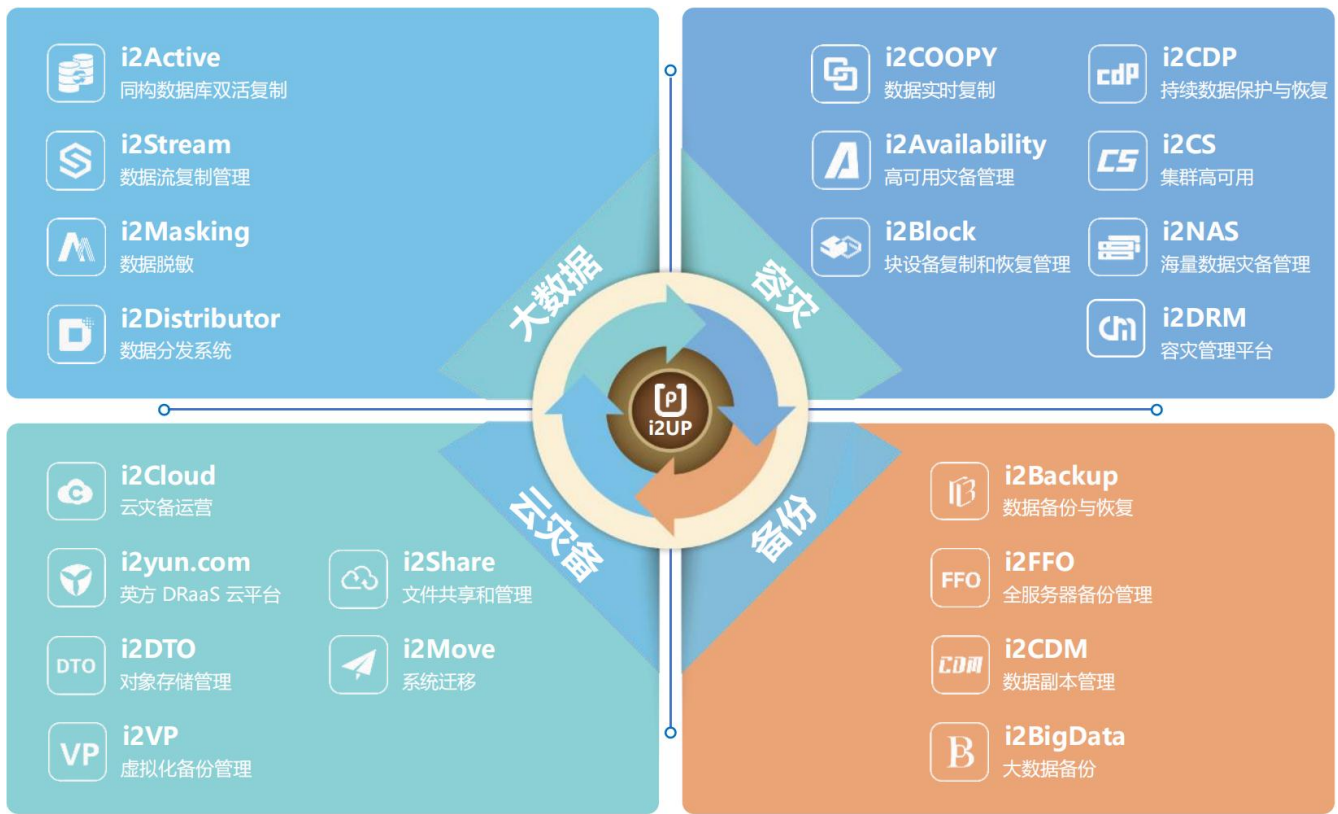 i2Active
同构数据库双活复制
i2Stream
数据流复制管理
i2Masking
数据脱敏
i2Distributor
数据分发系统
大数据
i2COOPY
数据实时复制
cdp
i2CDP
持续数据保护与恢复
i2Availability
高可用灾备管理
CS
i2CS
集群高可用
i2Block
块设备复制和恢复管理
i2NAS
海量数据灾备管理
i2DRM
容灾管理平台
容灾
i2UP
i2Cloud
云灾备运营
i2yun.com
英方 DRaaS 云平台
i2Share
文件共享和管理
DTO
i2DTO
对象存储管理
i2Move
系统迁移
VP
i2VP
虚拟化备份管理
云灾备
备份
i2Backup
数据备份与恢复
FFO
i2FFO
全服务器备份管理
CDM
i2CDM
数据副本管理
B
i2BigData
大数据备份